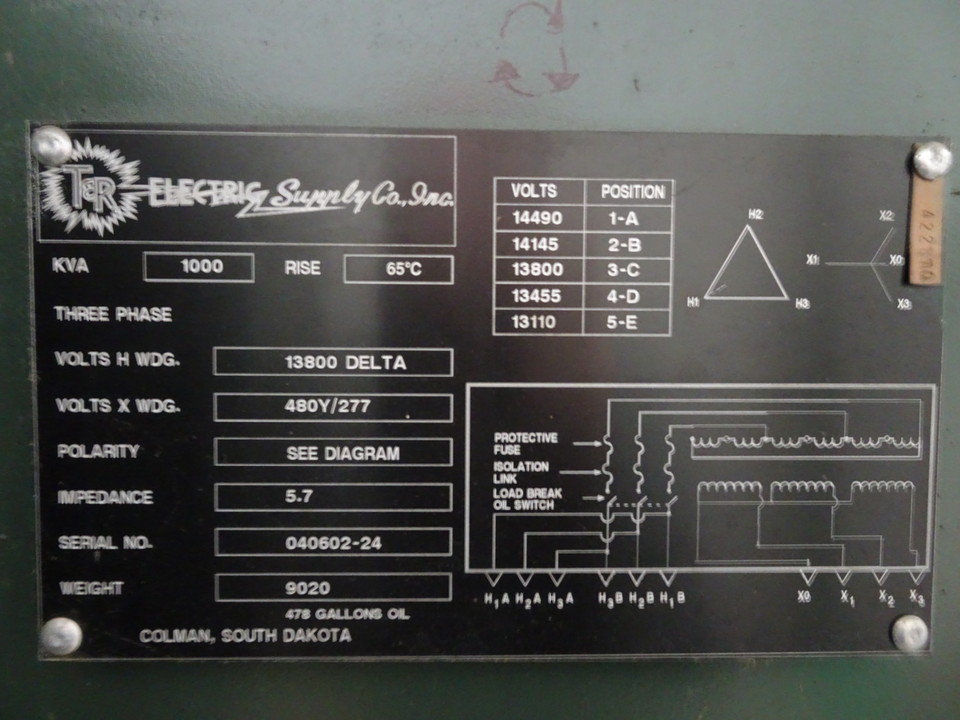 T&R ELECTRIC Supply Co., Inc.
KVA 1000 RISE 65°C
THREE PHASE
VOLTS H WDG. 13800 DELTA
VOLTS X WDG. 480Y/277
POLARITY SEE DIAGRAM
IMPEDANCE 5.7
SERIAL NO. 040602-24
WEIGHT 9020
478 GALLONS OIL
COLMAN, SOUTH DAKOTA
VOLTS POSITION
14490 1-A
14145 2-B
13800 3-C
13455 4-D
13110 5-E
H2
H1 H3
X2
X1 X0
X3
PROTECTIVE
FUSE
ISOLATION
LINK
LOAD BREAK
OIL SWITCH
H1A H2A H3A H3B H2B H1B X0 X1 X2 X3